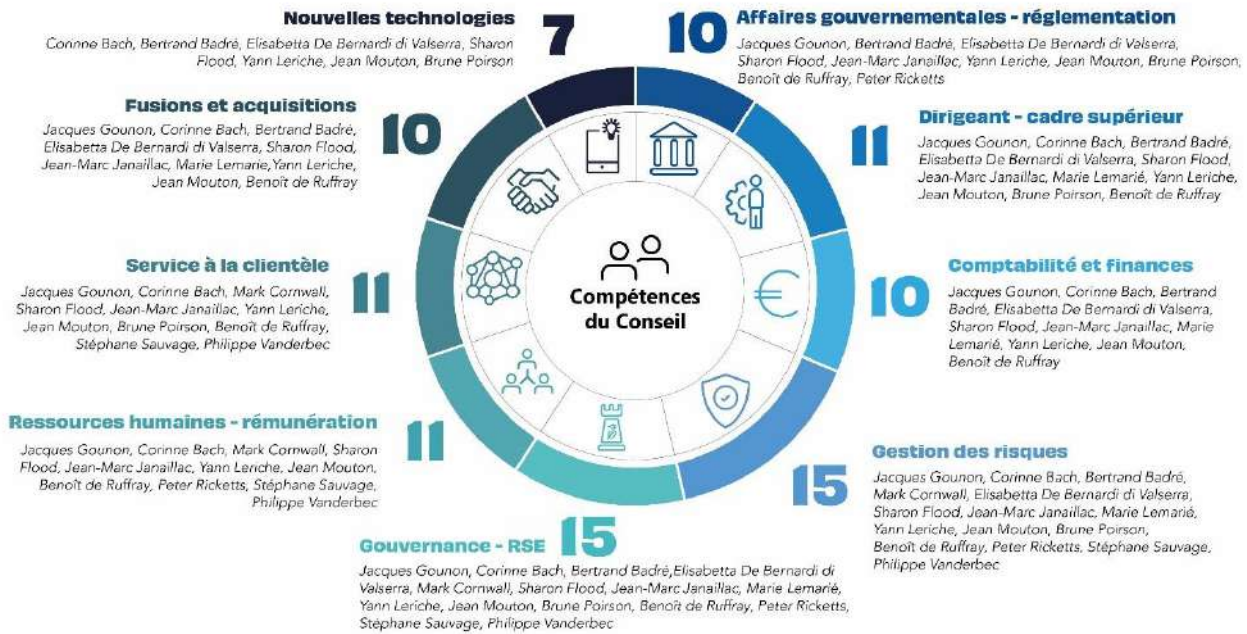 Nouvelles technologies
7
Corinne Bach, Bertrand Badré, Elisabetta De Bernardi di Valserra, Sharon
Flood, Yann Leriche, Jean Mouton, Brune Poirson
10
Affaires gouvernementales - réglementation
Jacques Gounon, Bertrand Badré, Elisabetta De Bernardi di Valserra,
Sharon Flood, Jean-Marc Janaillac, Yann Leriche, Jean Mouton, Brune Poirson,
Benoît de Ruffray, Peter Ricketts
Fusions et acquisitions
10
Jacques Gounon, Corinne Bach, Bertrand Badré,
Elisabetta De Bernardi di Valserra, Sharon Flood,
Jean-Marc Janaillac, Marie Lemarie, Yann Leriche,
Jean Mouton, Benoît de Ruffray
11
Dirigeant - cadre supérieur
Jacques Gounon, Corinne Bach, Bertrand Badré,
Elisabetta De Bernardi di Valserra, Sharon Flood,
Jean-Marc Janaillac, Marie Lemarié, Yann Leriche,
Jean Mouton, Brune Poirson, Benoît de Ruffray
Service à la clientèle
11
Jacques Gounon, Corinne Bach, Mark Cornwall,
Sharon Flood, Jean-Marc Janaillac, Yann Leriche,
Jean Mouton, Brune Poirson, Benoît de Ruffray,
Stéphane Sauvage, Philippe Vanderbec
Compétences
du Conseil
10
Comptabilité et finances
Jacques Gounon, Corinne Bach, Bertrand
Badré, Elisabetta De Bernardi di Valserra,
Sharon Flood, Jean-Marc Janaillac, Marie
Lemarié, Yann Leriche, Jean Mouton,
Benoît de Ruffray
Ressources humaines - rémunération
11
Jacques Gounon, Corinne Bach, Mark Cornwall, Sharon
Flood, Jean-Marc Janaillac, Yann Leriche, Jean Mouton,
Benoît de Ruffray, Peter Ricketts, Stéphane Sauvage,
Philippe Vanderbec
15
Gestion des risques
Jacques Gounon, Corinne Bach, Bertrand Badré,
Mark Cornwall, Elisabetta De Bernardi di Valserra,
Sharon Flood, Jean-Marc Janaillac, Marie Lemarié,
Yann Leriche, Jean Mouton, Brune Poirson,
Benoît de Ruffray, Peter Ricketts, Stéphane Sauvage,
Philippe Vanderbec
Gouvernance - RSE
15
Jacques Gounon, Corinne Bach, Bertrand Badré,Elisabetta De Bernardi di
Valserra, Mark Cornwall, Sharon Flood, Jean-Marc Janaillac, Marie Lemarié,
Yann Leriche, Jean Mouton, Brune Poirson, Benoît de Ruffray, Peter Ricketts,
Stéphane Sauvage, Philippe Vanderbec